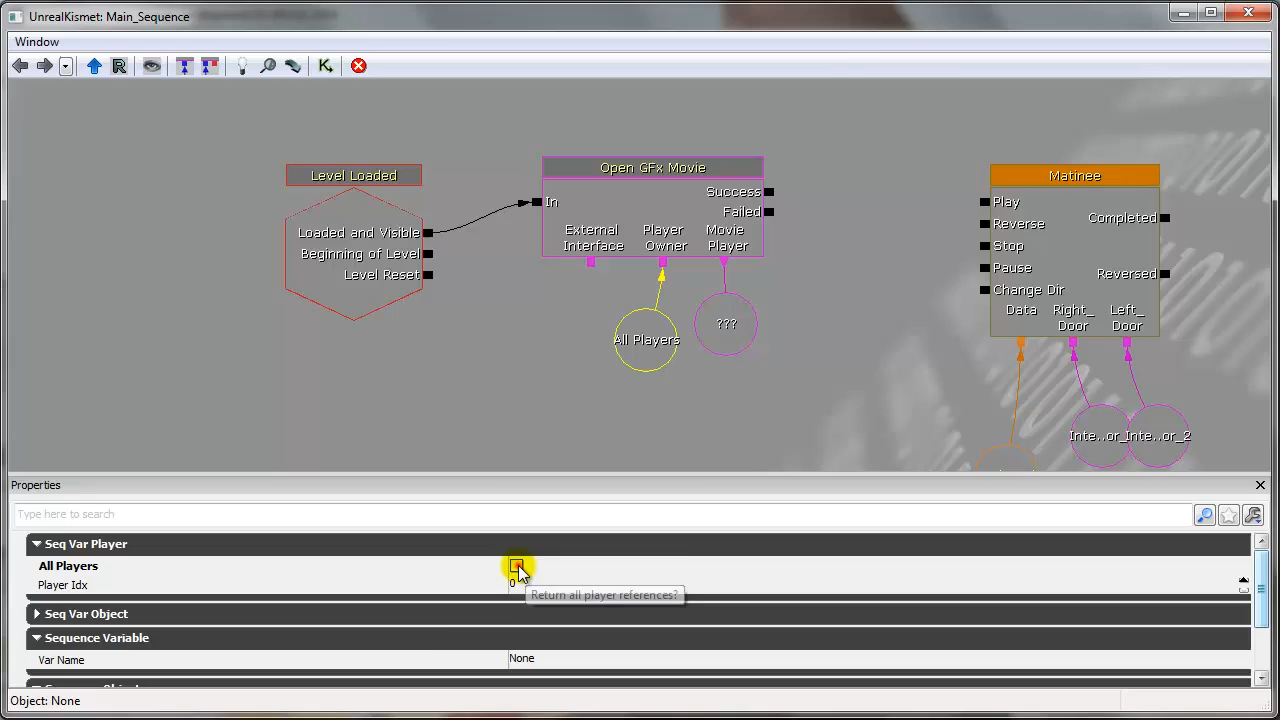 UnrealKismet: Main_Sequence
Window
R
K
Level Loaded
Loaded and Visible
Beginning of Level
Level Reset
Open GFx Movie
In
Success
Failed
External Interface
Player Owner
Movie Player
All Players
???
Matinee
Play
Reverse
Stop
Pause
Change Dir
Completed
Reversed
Data
Right_ Door
Left_ Door
Inte..or_
Inte..or_2
Properties
Type here to search
Seq Var Player
All Players
Player Idx
0
Return all player references?
Seq Var Object
Sequence Variable
Var Name
None
Object: None